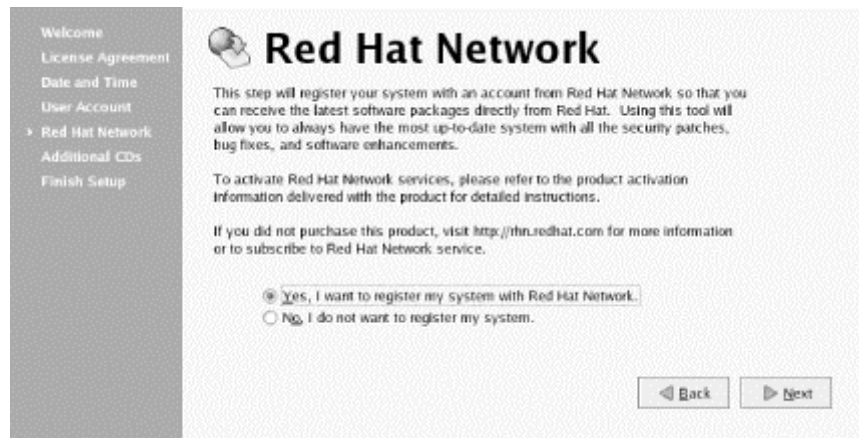 Welcome
License Agreement
Date and Time
User Account
Red Hat Network
Additional CDs
Finish Setup
Red Hat Network
This step will register your system with an account from Red Hat Network so that you
can receive the latest software packages directly from Red Hat. Using this tool will
allow you to always have the most up-to-date system with all the security patches,
bug fixes, and software enhancements.
To activate Red Hat Network services, please refer to the product activation
information delivered with the product for detailed instructions.
If you did not purchase this product, visit http://rhn.redhat.com for more information
or to subscribe to Red Hat Network service.
Yes, I want to register my system with Red Hat Network.
No, I do not want to register my system.
Back
Next